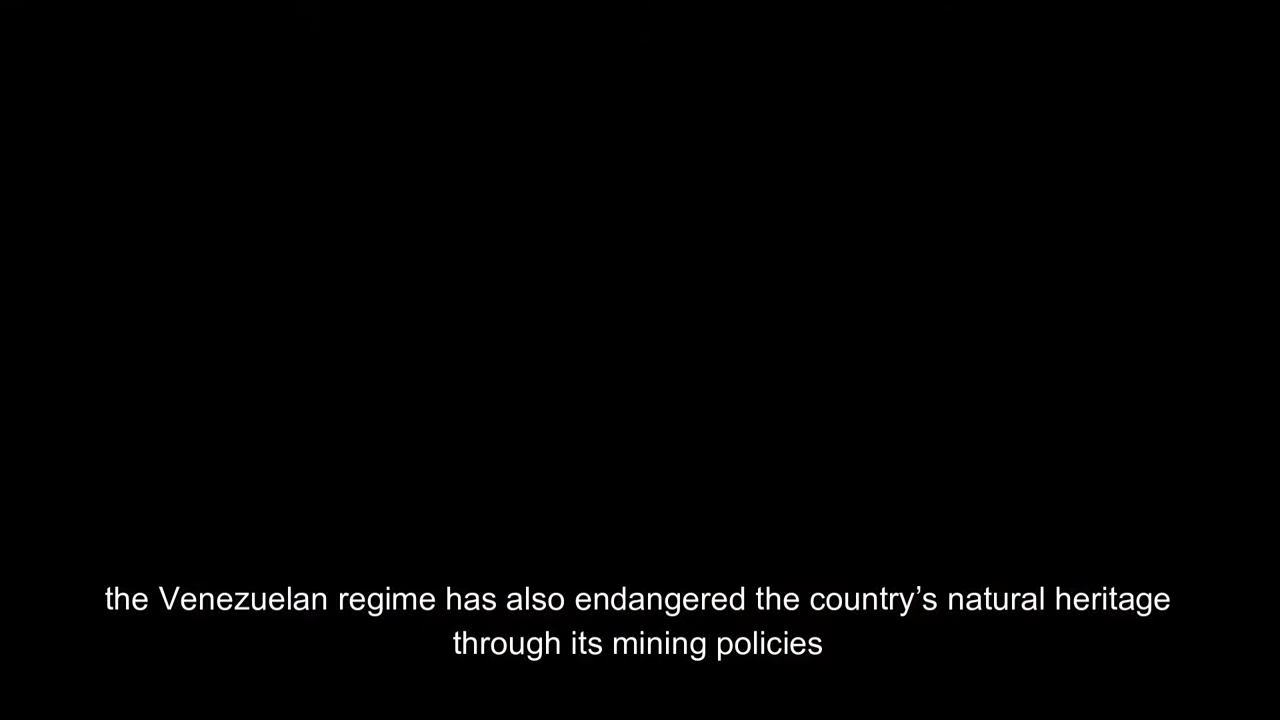 the Venezuelan regime has also endangered the country’s natural heritage
through its mining policies